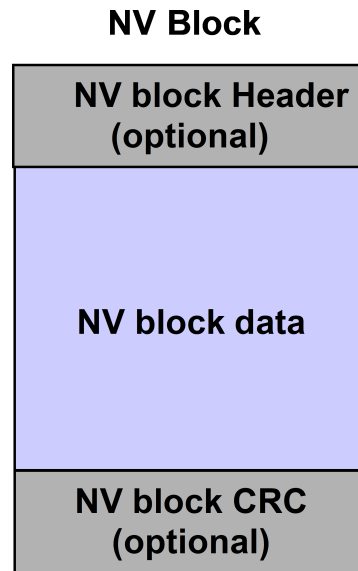 NV Block
NV block Header
(optional)
NV block data
NV block CRC
(optional)